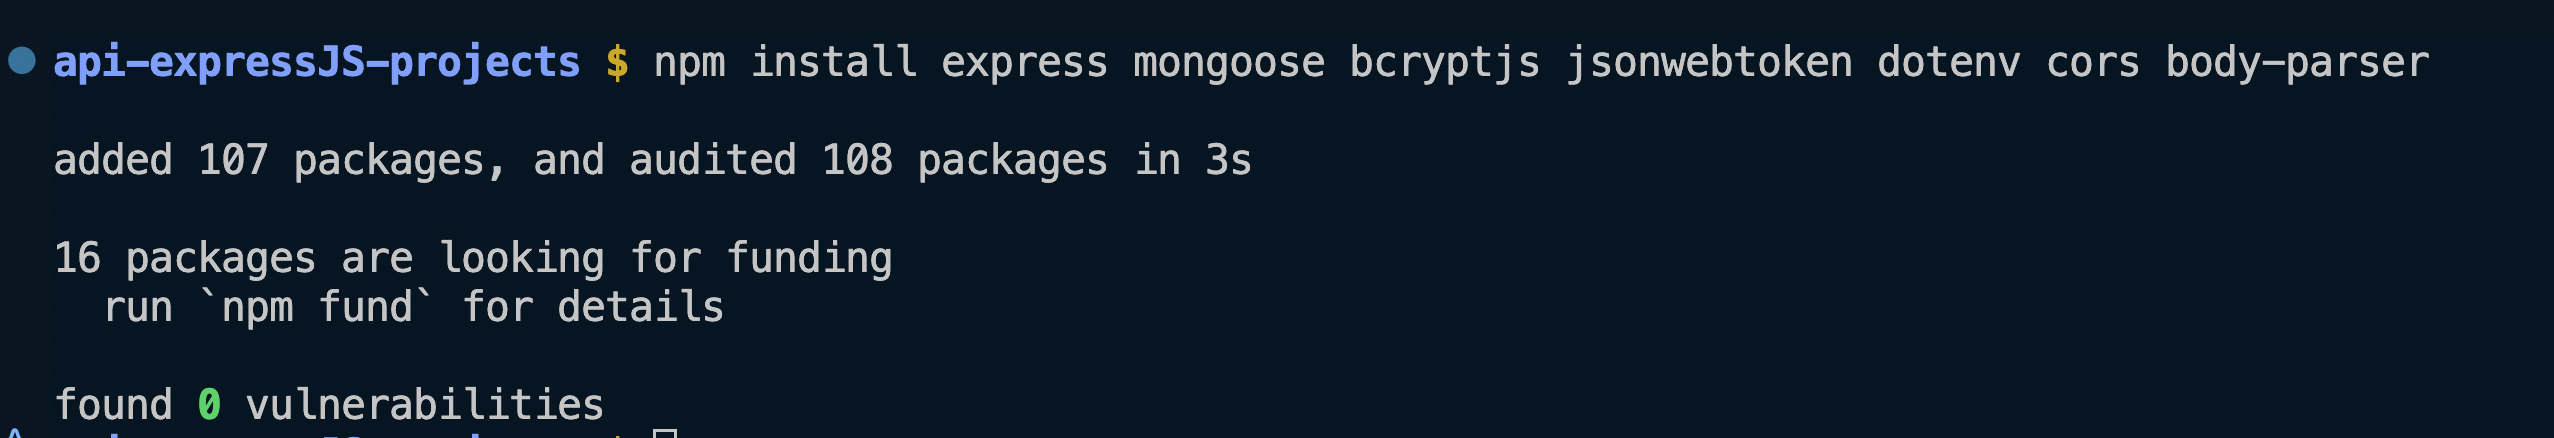 api-expressJS-projects $ npm install express mongoose bcryptjs jsonwebtoken dotenv cors body-parser
added 107 packages, and audited 108 packages in 3s
16 packages are looking for funding
run `npm fund` for details
found 0 vulnerabilities